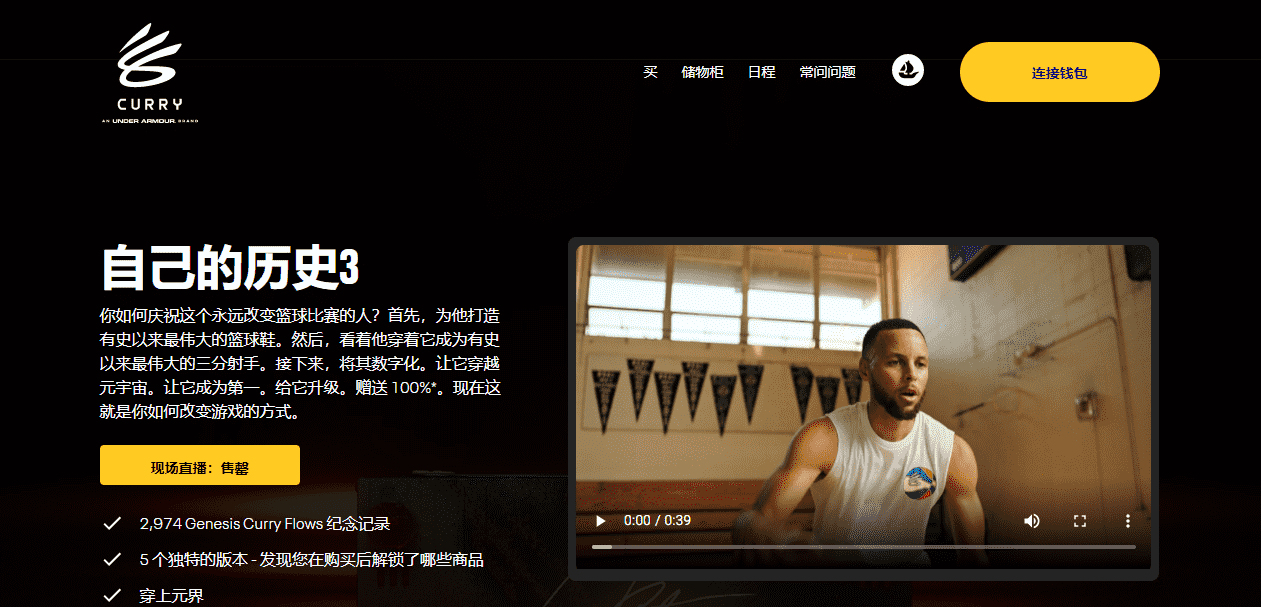 CURRY
AN UNDER ARMOUR BRAND
买 储物柜 日程 常问问题 连接钱包
自己的历史3
你如何庆祝这个永远改变篮球比赛的人？首先，为他打造
有史以来最伟大的篮球鞋。然后，看着他穿着它成为有史
以来最伟大的三分射手。接下来，将其数字化。让它穿越
元宇宙。让它成为第一。给它升级。赠送 100%*。现在这
就是你如何改变游戏的方式。
现场直播：售罄
2,974 Genesis Curry Flows 纪念记录
5 个独特的版本 - 发现您在购买后解锁了哪些商品
穿上元界
0:00 / 0:39